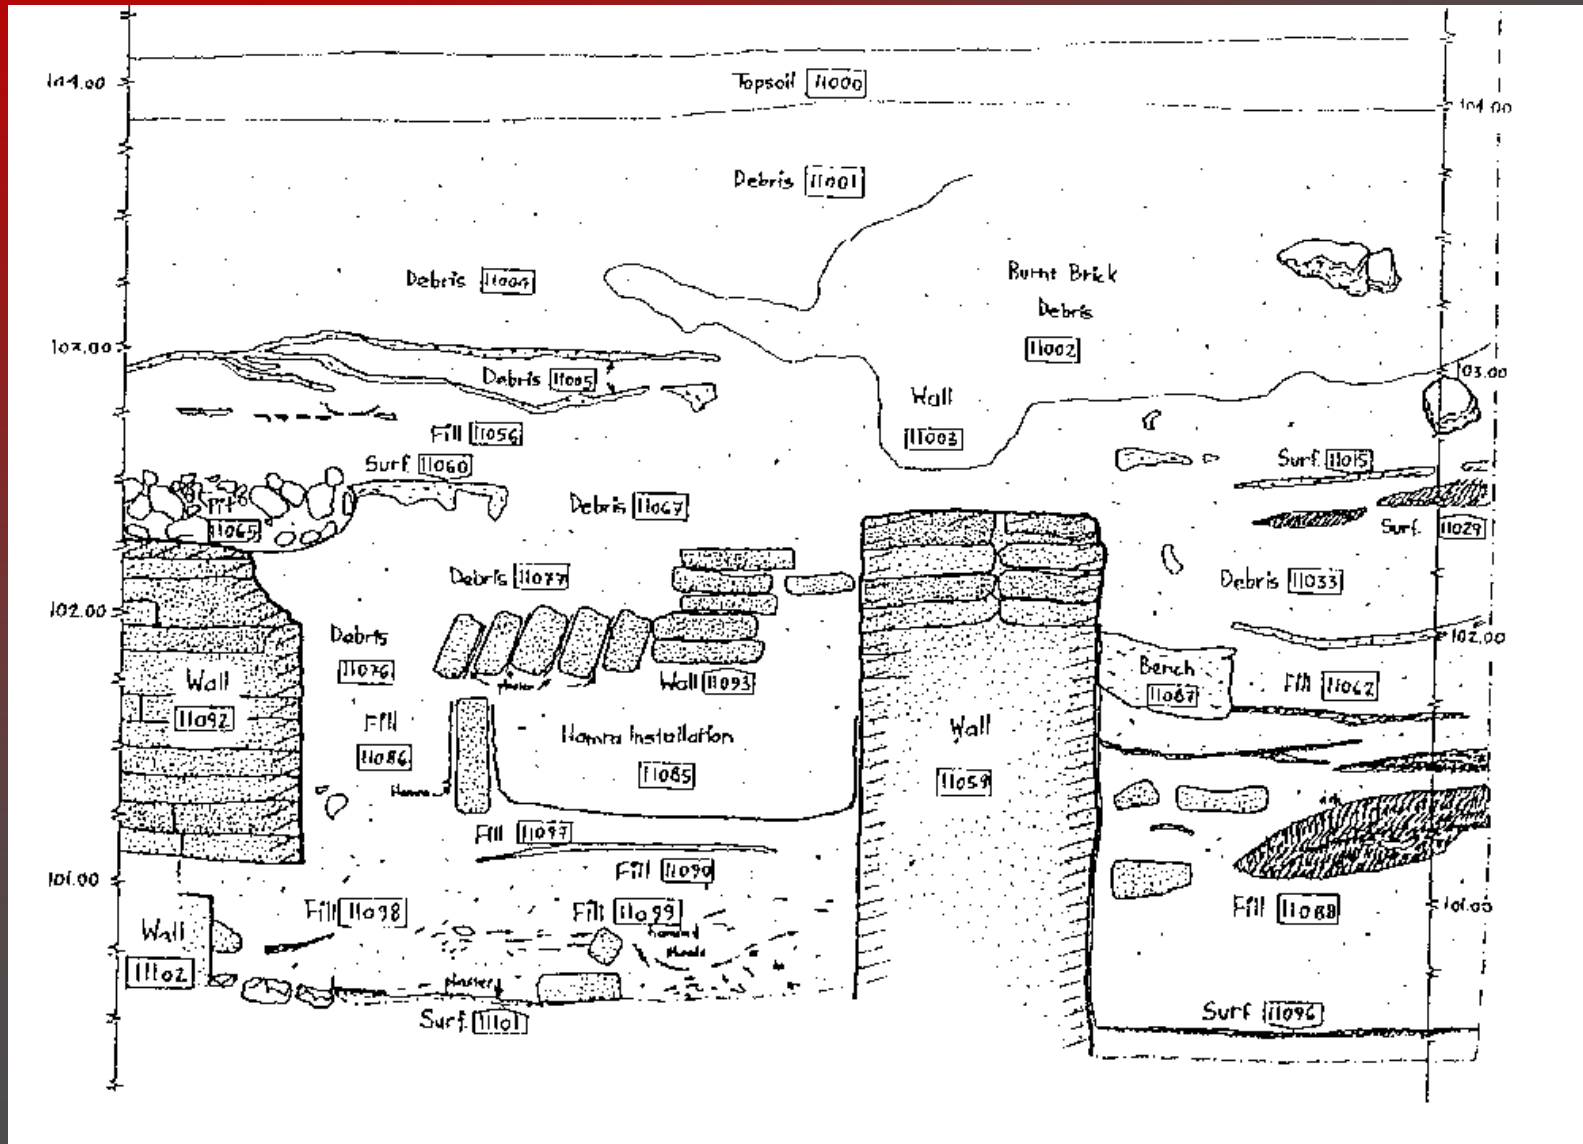 104.00
Topsoil 11000
104.00
Debris 11001
Debris 11004
Burnt Brick
Debris
11002
103.00
103.00
Debris 11005
Wall
11003
Fill 11056
Surf. 11060
Surf. 11015
Pit
11065
Debris 11067
Surf. 11029
Debris 11077
Debris 11033
102.00
102.00
Debris
11076
Wall
11092
Wall 11093
plaster
Bench
11087
Fill 11062
Fill
11086
Hamra Installation
11085
Wall
11059
Hamra
ash
Fill 11097
Fill 11090
101.00
101.00
Fill 11098
Fill 11099
Fill 11088
Wall
11102
plaster
Surf. 11101
Surf. 11096